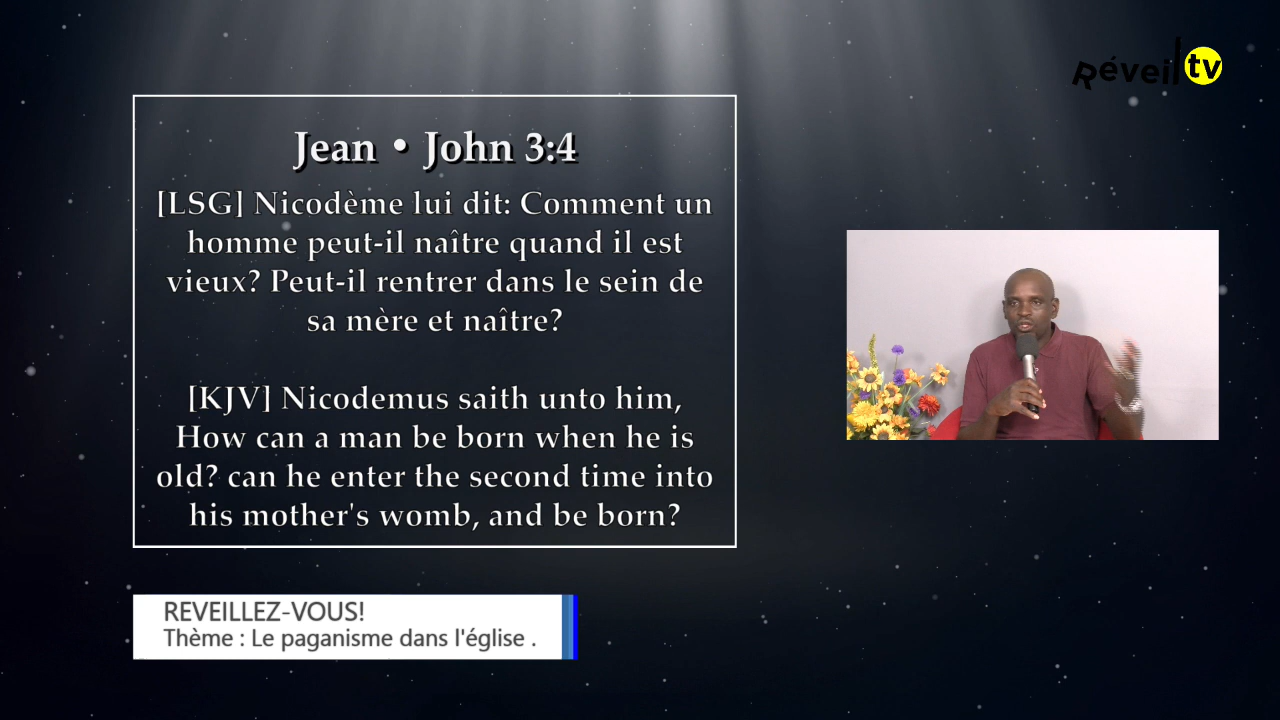 Réveil tv
Jean • John 3:4
[LSG] Nicodème lui dit: Comment un
homme peut-il naître quand il est
vieux? Peut-il rentrer dans le sein de
sa mère et naître?
[KJV] Nicodemus saith unto him,
How can a man be born when he is
old? can he enter the second time into
his mother's womb, and be born?
REVEILLEZ-VOUS!
Thème : Le paganisme dans l'église .